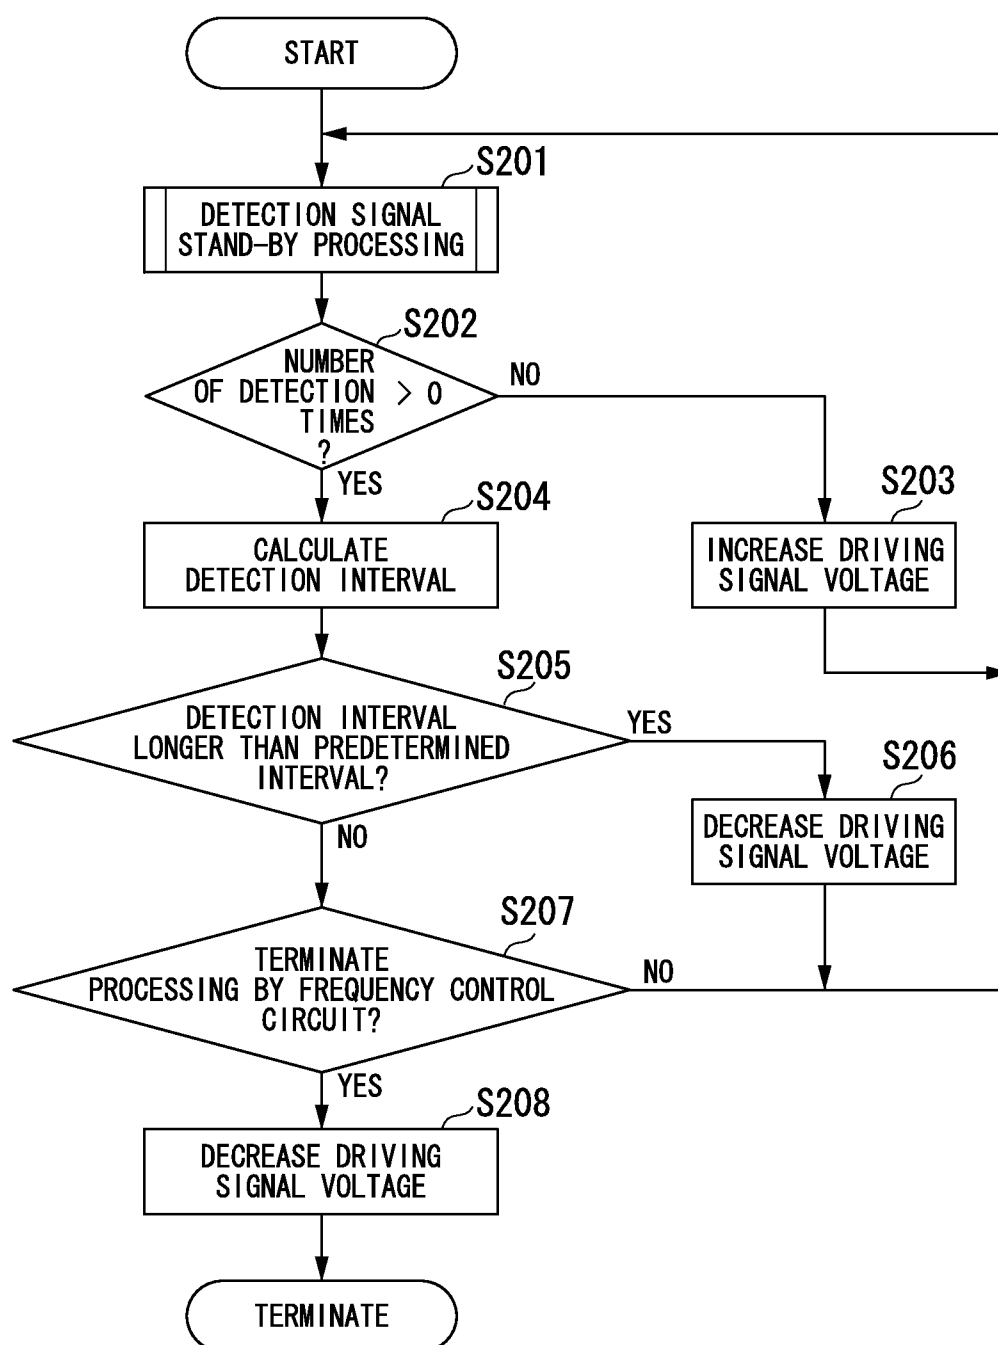 START
S201
DETECTION SIGNAL
STAND-BY PROCESSING
S202
NUMBER
OF DETECTION > 0
TIMES
?
NO
YES
S203
INCREASE DRIVING
SIGNAL VOLTAGE
S204
CALCULATE
DETECTION INTERVAL
S205
DETECTION INTERVAL
LONGER THAN PREDETERMINED
INTERVAL?
YES
NO
S206
DECREASE DRIVING
SIGNAL VOLTAGE
S207
TERMINATE
PROCESSING BY FREQUENCY CONTROL
CIRCUIT?
NO
YES
S208
DECREASE DRIVING
SIGNAL VOLTAGE
TERMINATE